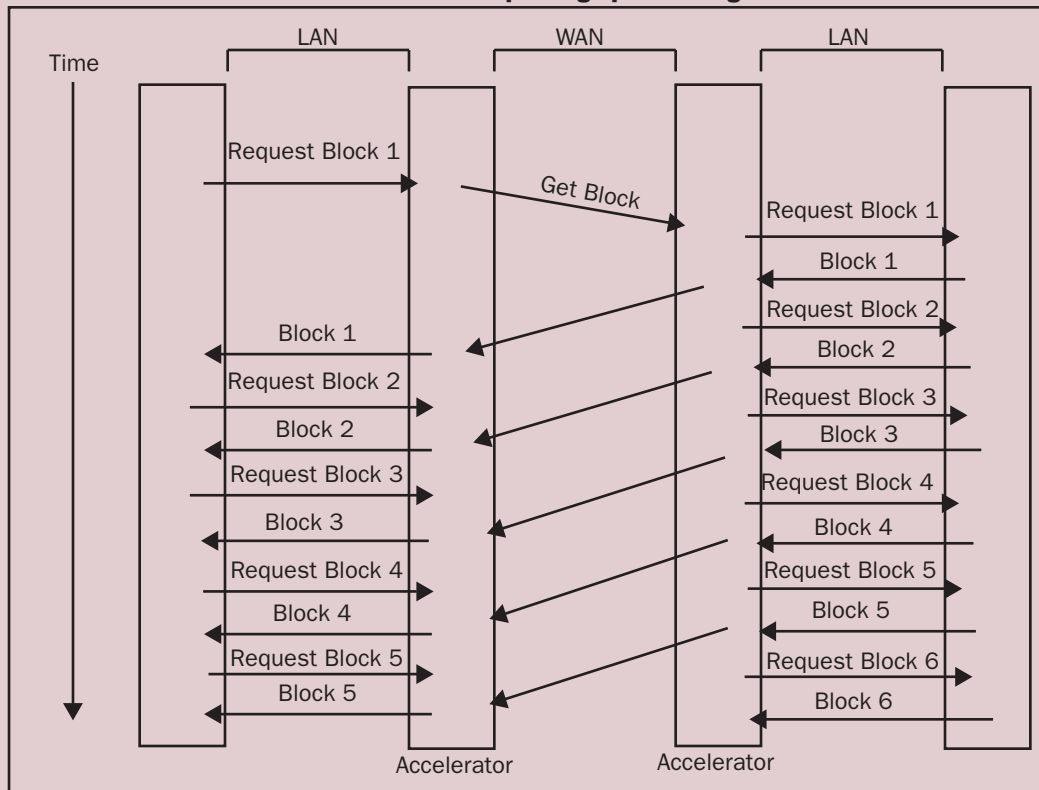 LAN
WAN
LAN
Time
Request Block 1
Get Block
Request Block 1
Block 1
Request Block 2
Block 1
Block 2
Request Block 2
Request Block 3
Block 2
Block 3
Request Block 3
Request Block 4
Block 3
Block 4
Request Block 4
Request Block 5
Block 4
Block 5
Request Block 5
Request Block 6
Block 5
Block 6
Accelerator
Accelerator